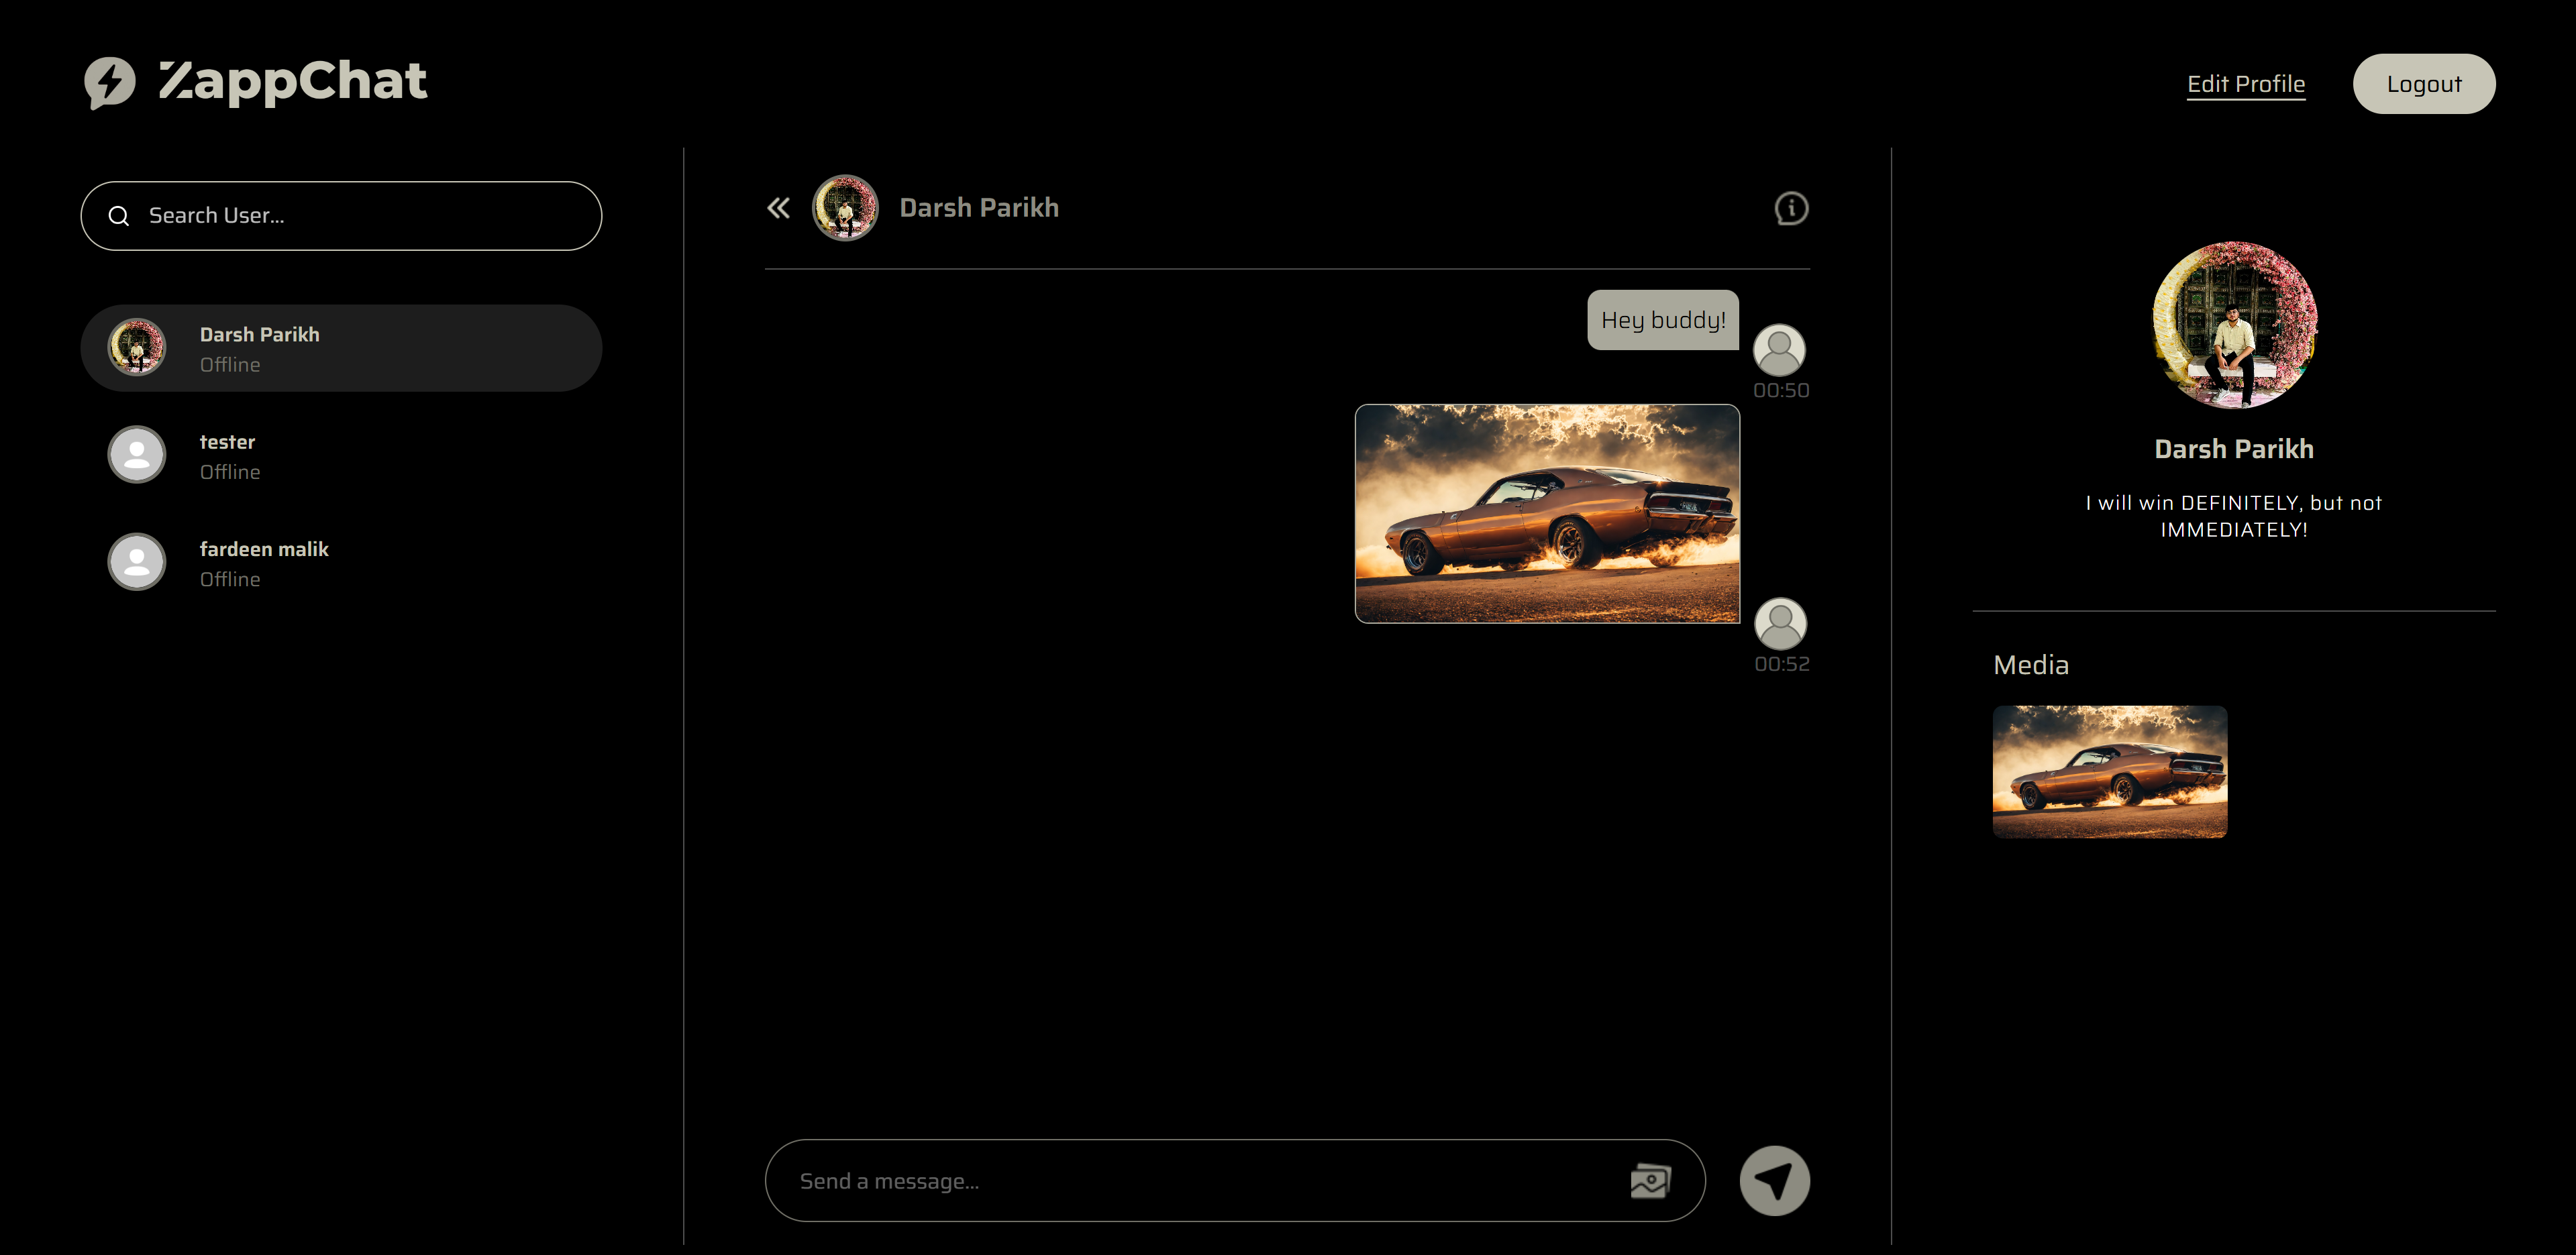 ZappChat
Edit Profile
Logout
Search User...
Darsh Parikh
Offline
tester
Offline
fardeen malik
Offline
Darsh Parikh
Hey buddy!
00:50
00:52
Send a message...
Darsh Parikh
I will win DEFINITELY, but not
IMMEDIATELY!
Media